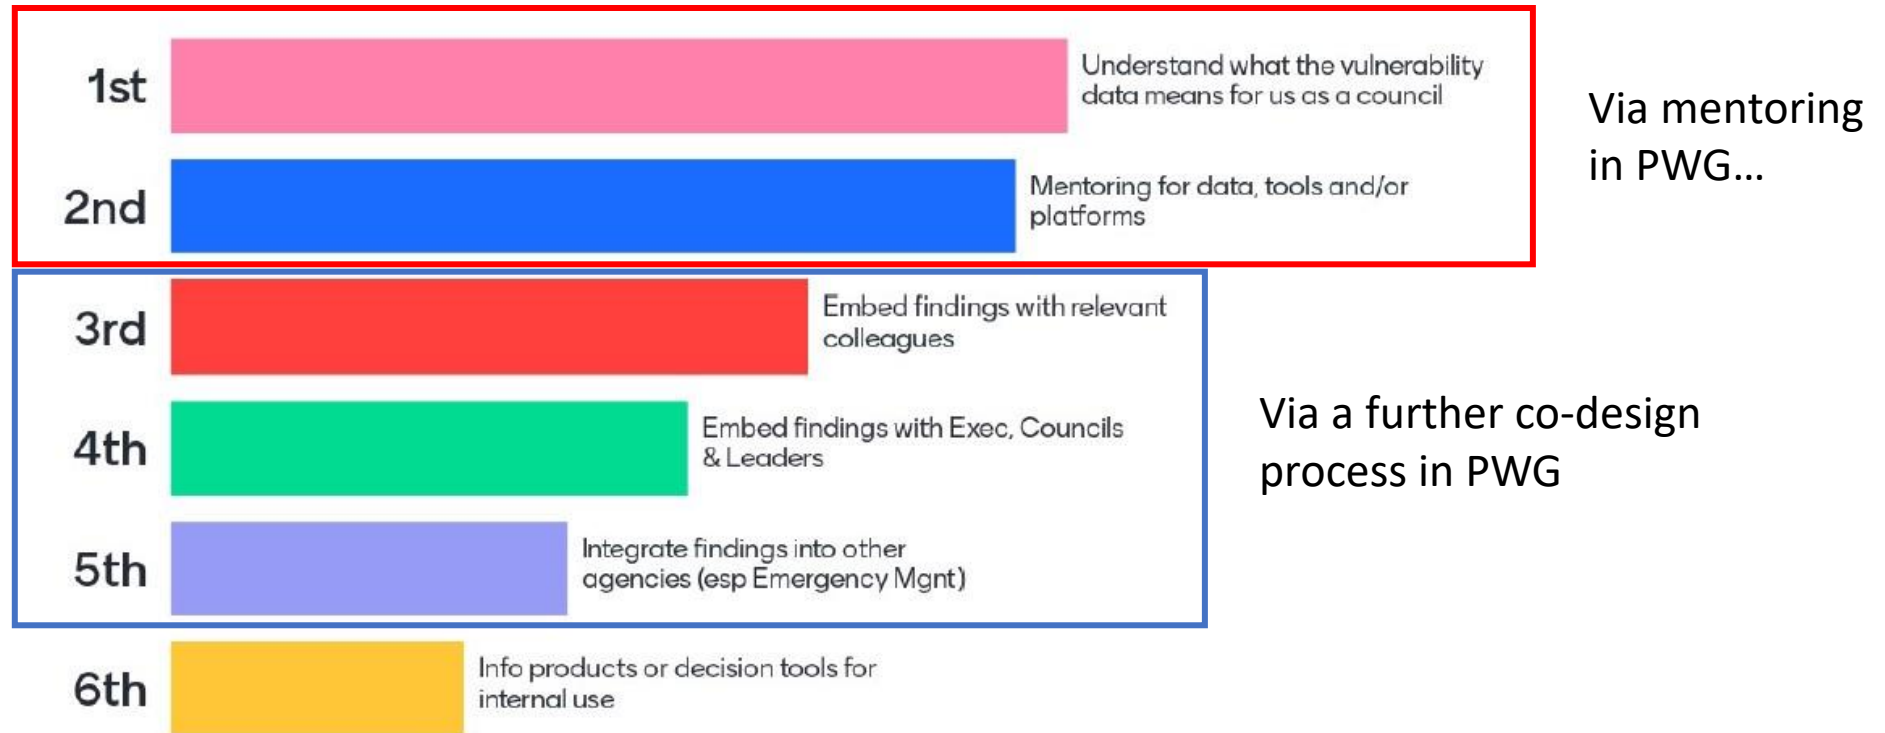 1st
Understand what the vulnerability
data means for us as a council
Via mentoring
in PWG…
2nd
Mentoring for data, tools and/or
platforms
3rd
Embed findings with relevant
colleagues
4th
Embed findings with Exec, Councils
& Leaders
Via a further co-design
process in PWG
5th
Integrate findings into other
agencies (esp Emergency Mgnt)
6th
Info products or decision tools for
internal use